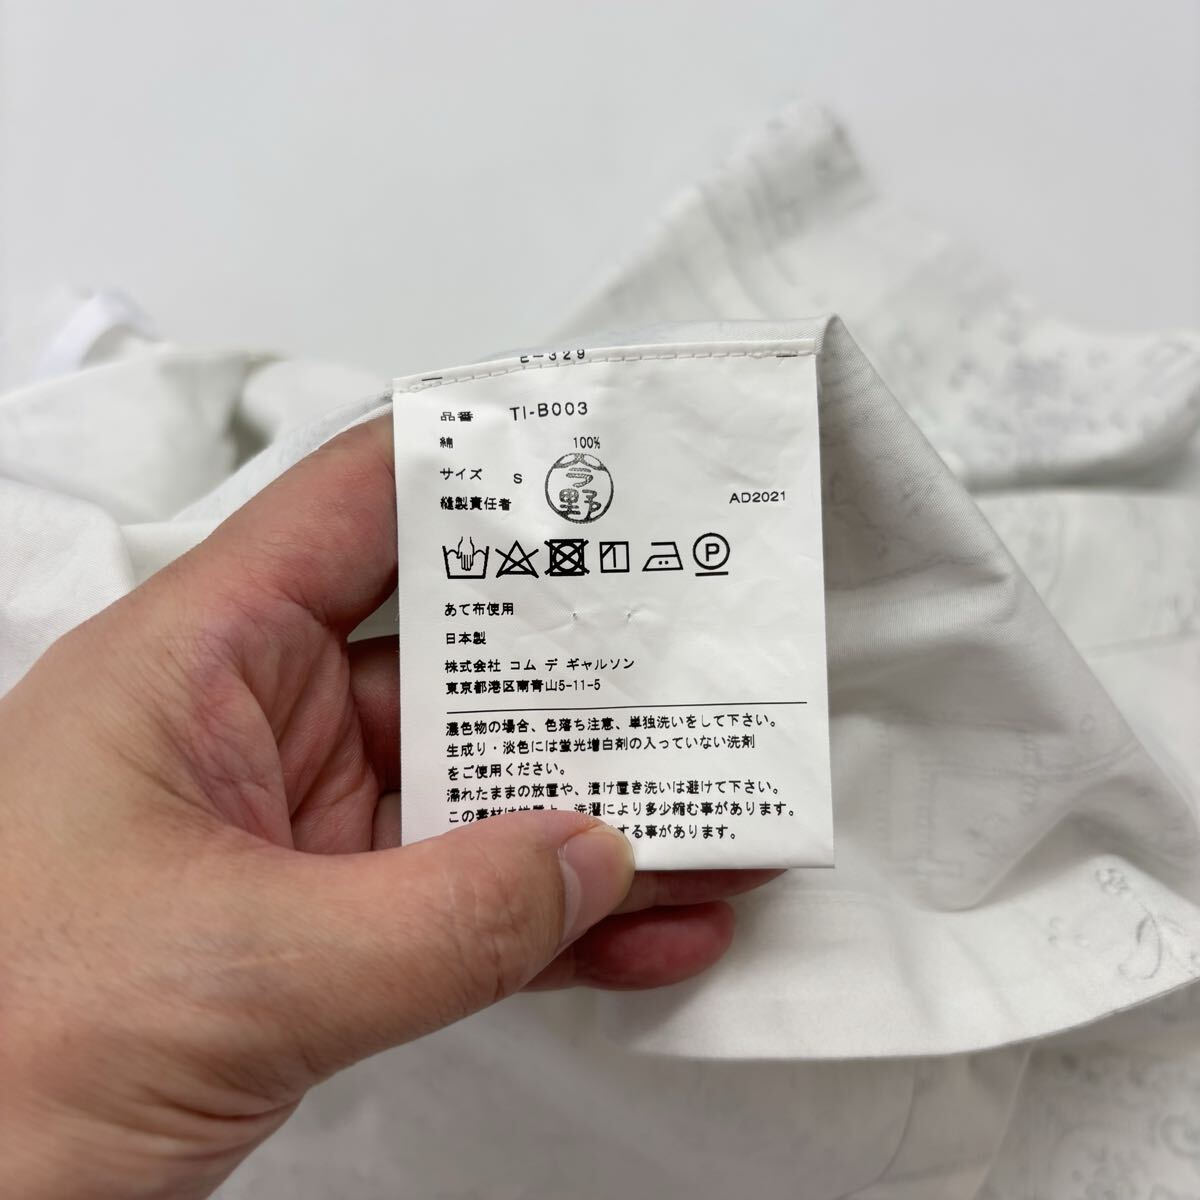 E-329
品番 TI-B003
綿 100%
サイズ S
今野
縫製責任者 AD2021
P
あて布使用
日本製
株式会社 コム デ ギャルソン
東京都港区南青山5-11-5
濃色物の場合、色落ち注意、単独洗いをして下さい。
生成り・淡色には蛍光増白剤の入っていない洗剤
をご使用ください。
濡れたままの放置や、漬け置き洗いは避けて下さい。
この素材は性質上、洗濯により多少縮む事があります。
する事があります。